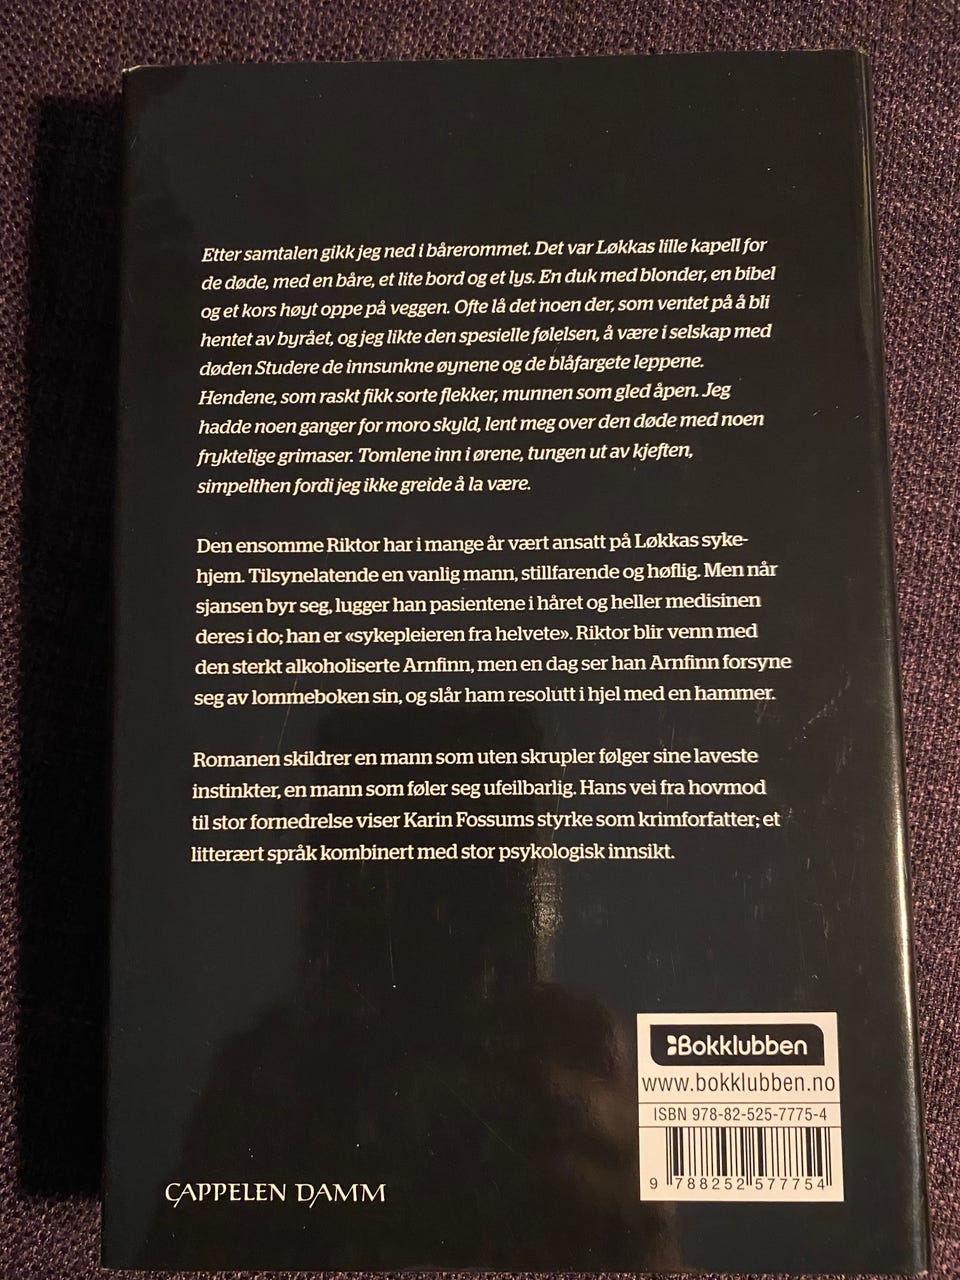 Etter samtalen gikk jeg ned i bårerommet. Det var Løkkas lille kapell for
de døde, med en båre, et lite bord og et lys. En duk med blonder, en bibel
og et kors høyt oppe på veggen. Ofte lå det noen der, som ventet på å bli
hentet av byrået, og jeg likte den spesielle følelsen, å være i selskap med
døden Studere de innsunkne øynene og de blåfargete leppene.
Hendene, som raskt fikk sorte flekker, munnen som gled åpen. Jeg
hadde noen ganger for moro skyld, lent meg over den døde med noen
fryktelige grimaser. Tomlene inn i ørene, tungen ut av kjeften,
simpelthen fordi jeg ikke greide å la være.
Den ensomme Riktor har i mange år vært ansatt på Løkkas syke-
hjem. Tilsynelatende en vanlig mann, stillfarende og høflig. Men når
sjansen byr seg, lugger han pasientene i håret og heller medisinen
deres i do; han er «sykepleieren fra helvete». Riktor blir venn med
den sterkt alkoholiserte Arnfinn, men en dag ser han Arnfinn forsyne
seg av lommeboken sin, og slår ham resolutt i hjel med en hammer.
Romanen skildrer en mann som uten skrupler følger sine laveste
instinkter, en mann som føler seg ufeilbarlig. Hans vei fra hovmod
til stor fornedrelse viser Karin Fossums styrke som krimforfatter; et
litterært språk kombinert med stor psykologisk innsikt.
Bokklubben
www.bokklubben.no
ISBN 978-82-525-7775-4
9 788252 577754
CAPPELEN DAMM